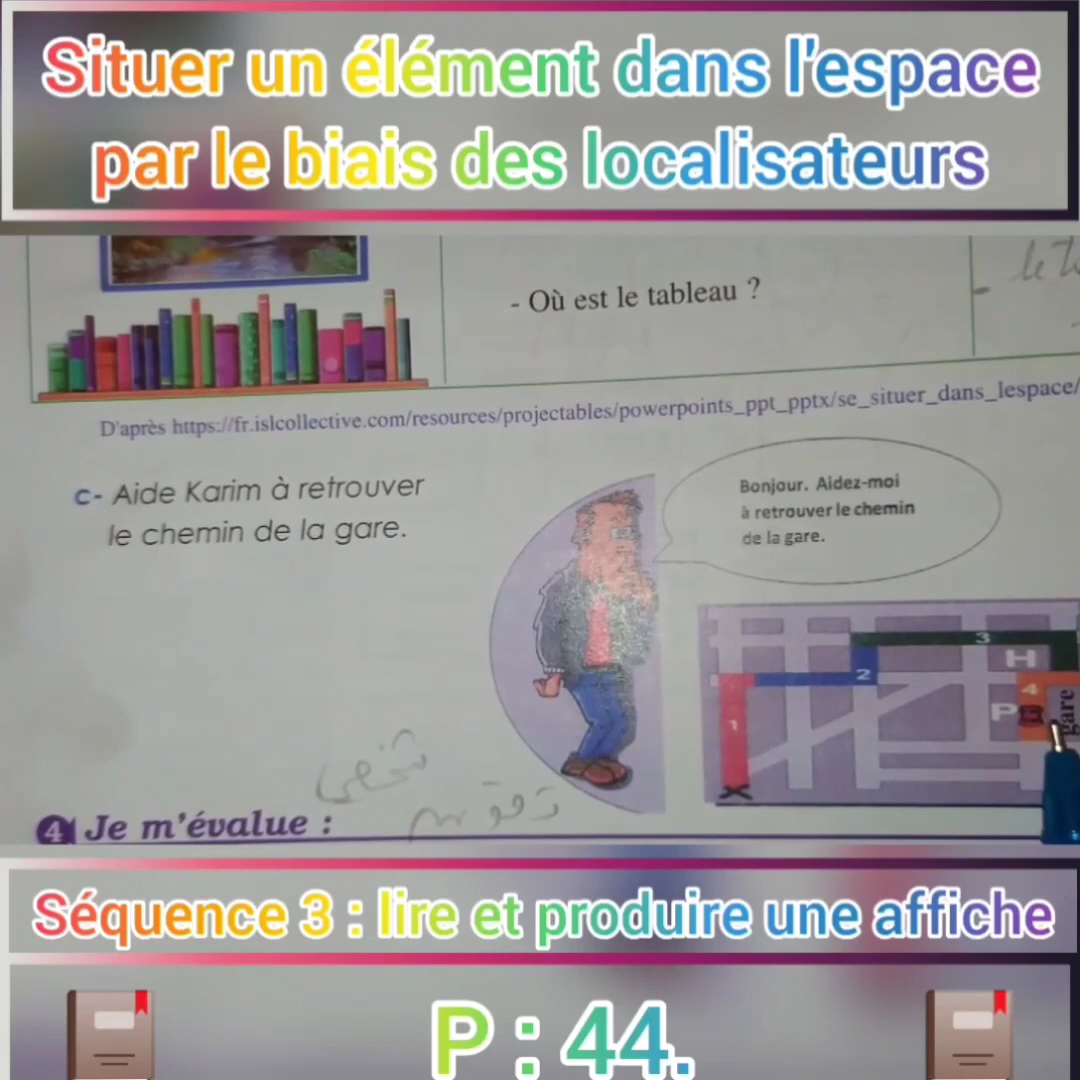 Situer un élément dans l'espace
par le biais des localisateurs
- Où est le tableau ?
D'après https://fr.islcollective.com/resources/projectables/powerpoints_ppt_pptx/se_situer_dans_lespace/
c- Aide Karim à retrouver
le chemin de la gare.
Bonjour. Aidez-moi
à retrouver le chemin
de la gare.
3
H
2
4
P
gare
1
4 Je m'évalue :
Séquence 3 : lire et produire une affiche
P : 44.